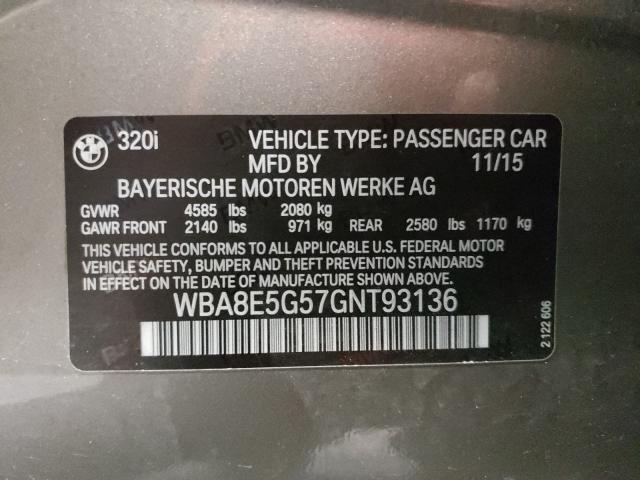 BMW 320i VEHICLE TYPE: PASSENGER CAR
MFD BY 11/15
BAYERISCHE MOTOREN WERKE AG
GVWR 4585 lbs 2080 kg
GAWR FRONT 2140 lbs 971 kg REAR 2580 lbs 1170 kg
THIS VEHICLE CONFORMS TO ALL APPLICABLE U.S. FEDERAL MOTOR
VEHICLE SAFETY, BUMPER AND THEFT PREVENTION STANDARDS
IN EFFECT ON THE DATE OF MANUFACTURE SHOWN ABOVE.
WBA8E5G57GNT93136
2 122 606